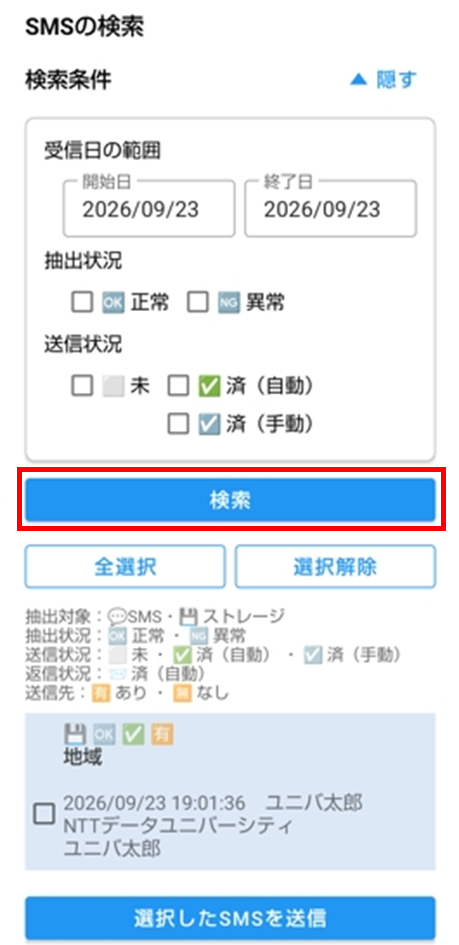 SMSの検索
検索条件 ▲ 隠す
受信日の範囲
開始日 終了日
2026/09/23 2026/09/23
抽出状況
OK 正常 NG 異常
送信状況
未 ✅ 済（自動）
☑ 済（手動）
検索
全選択 選択解除
抽出対象：💬SMS・💾 ストレージ
抽出状況：OK 正常 ・ NG 異常
送信状況：⬜ 未 ・ ✅ 済（自動） ・ ☑ 済（手動）
返信状況：📨 済（自動）
送信先：有 あり ・ 無 なし
💾 OK ✅ 有
地域
2026/09/23 19:01:36　ユニバ太郎
NTTデータユニバーシティ
ユニバ太郎
選択したSMSを送信